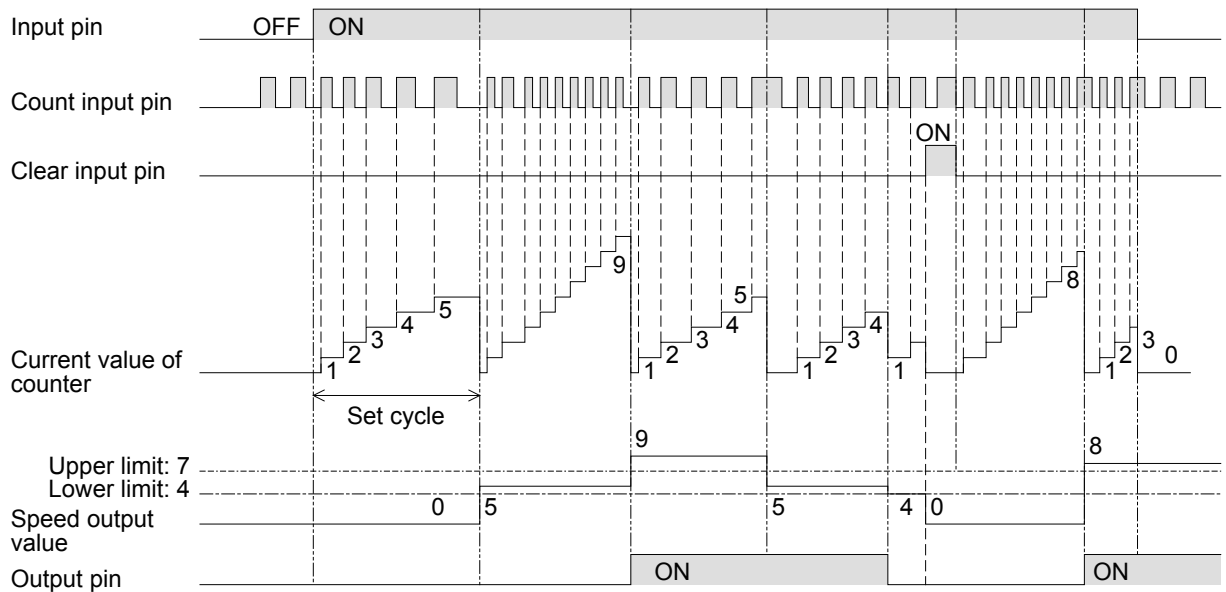 Input pin
OFF
ON
Count input pin
ON
Clear input pin
9
8
5
5
4
4
4
3
3
3
3
2
2
2
2
0
Current value of
counter
1
1
1
1
1
Set cycle
9
8
Upper limit: 7
Lower limit: 4
0
5
5
4
0
Speed output
value
ON
ON
Output pin